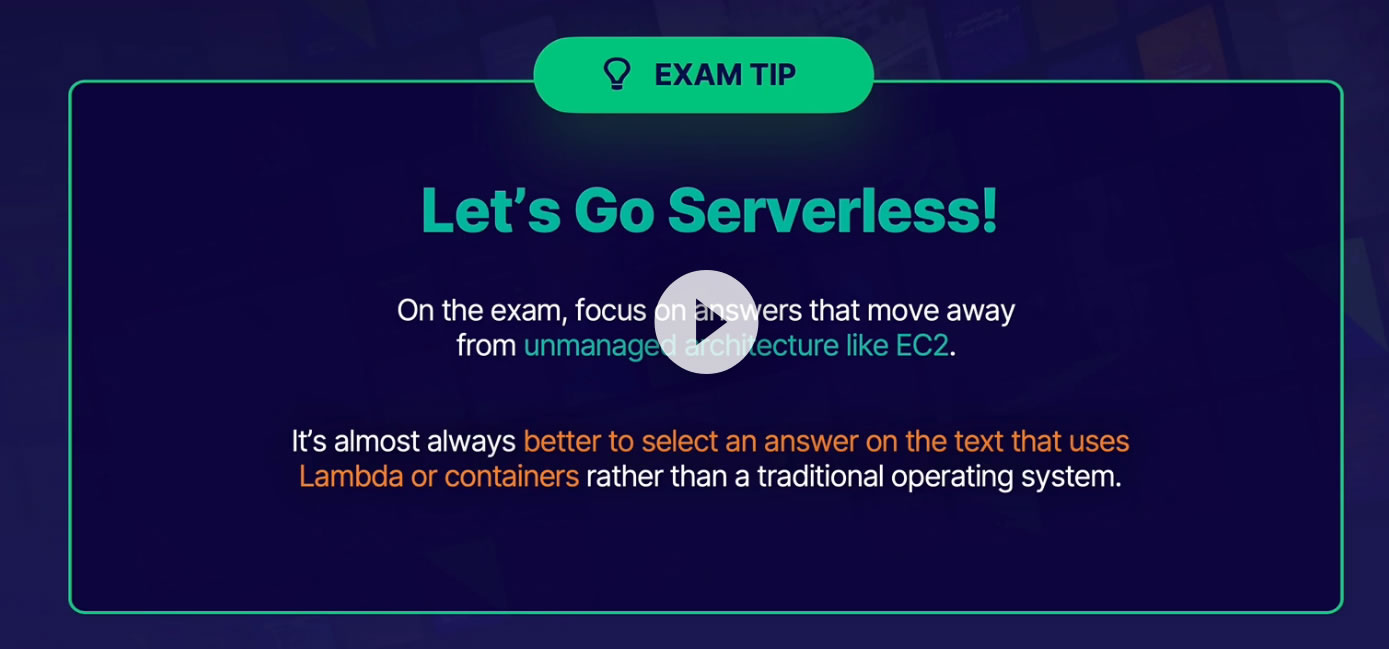 EXAM TIP
Let’s Go Serverless!
On the exam, focus on answers that move away
from unmanaged architecture like EC2.
It’s almost always better to select an answer on the text that uses
Lambda or containers rather than a traditional operating system.